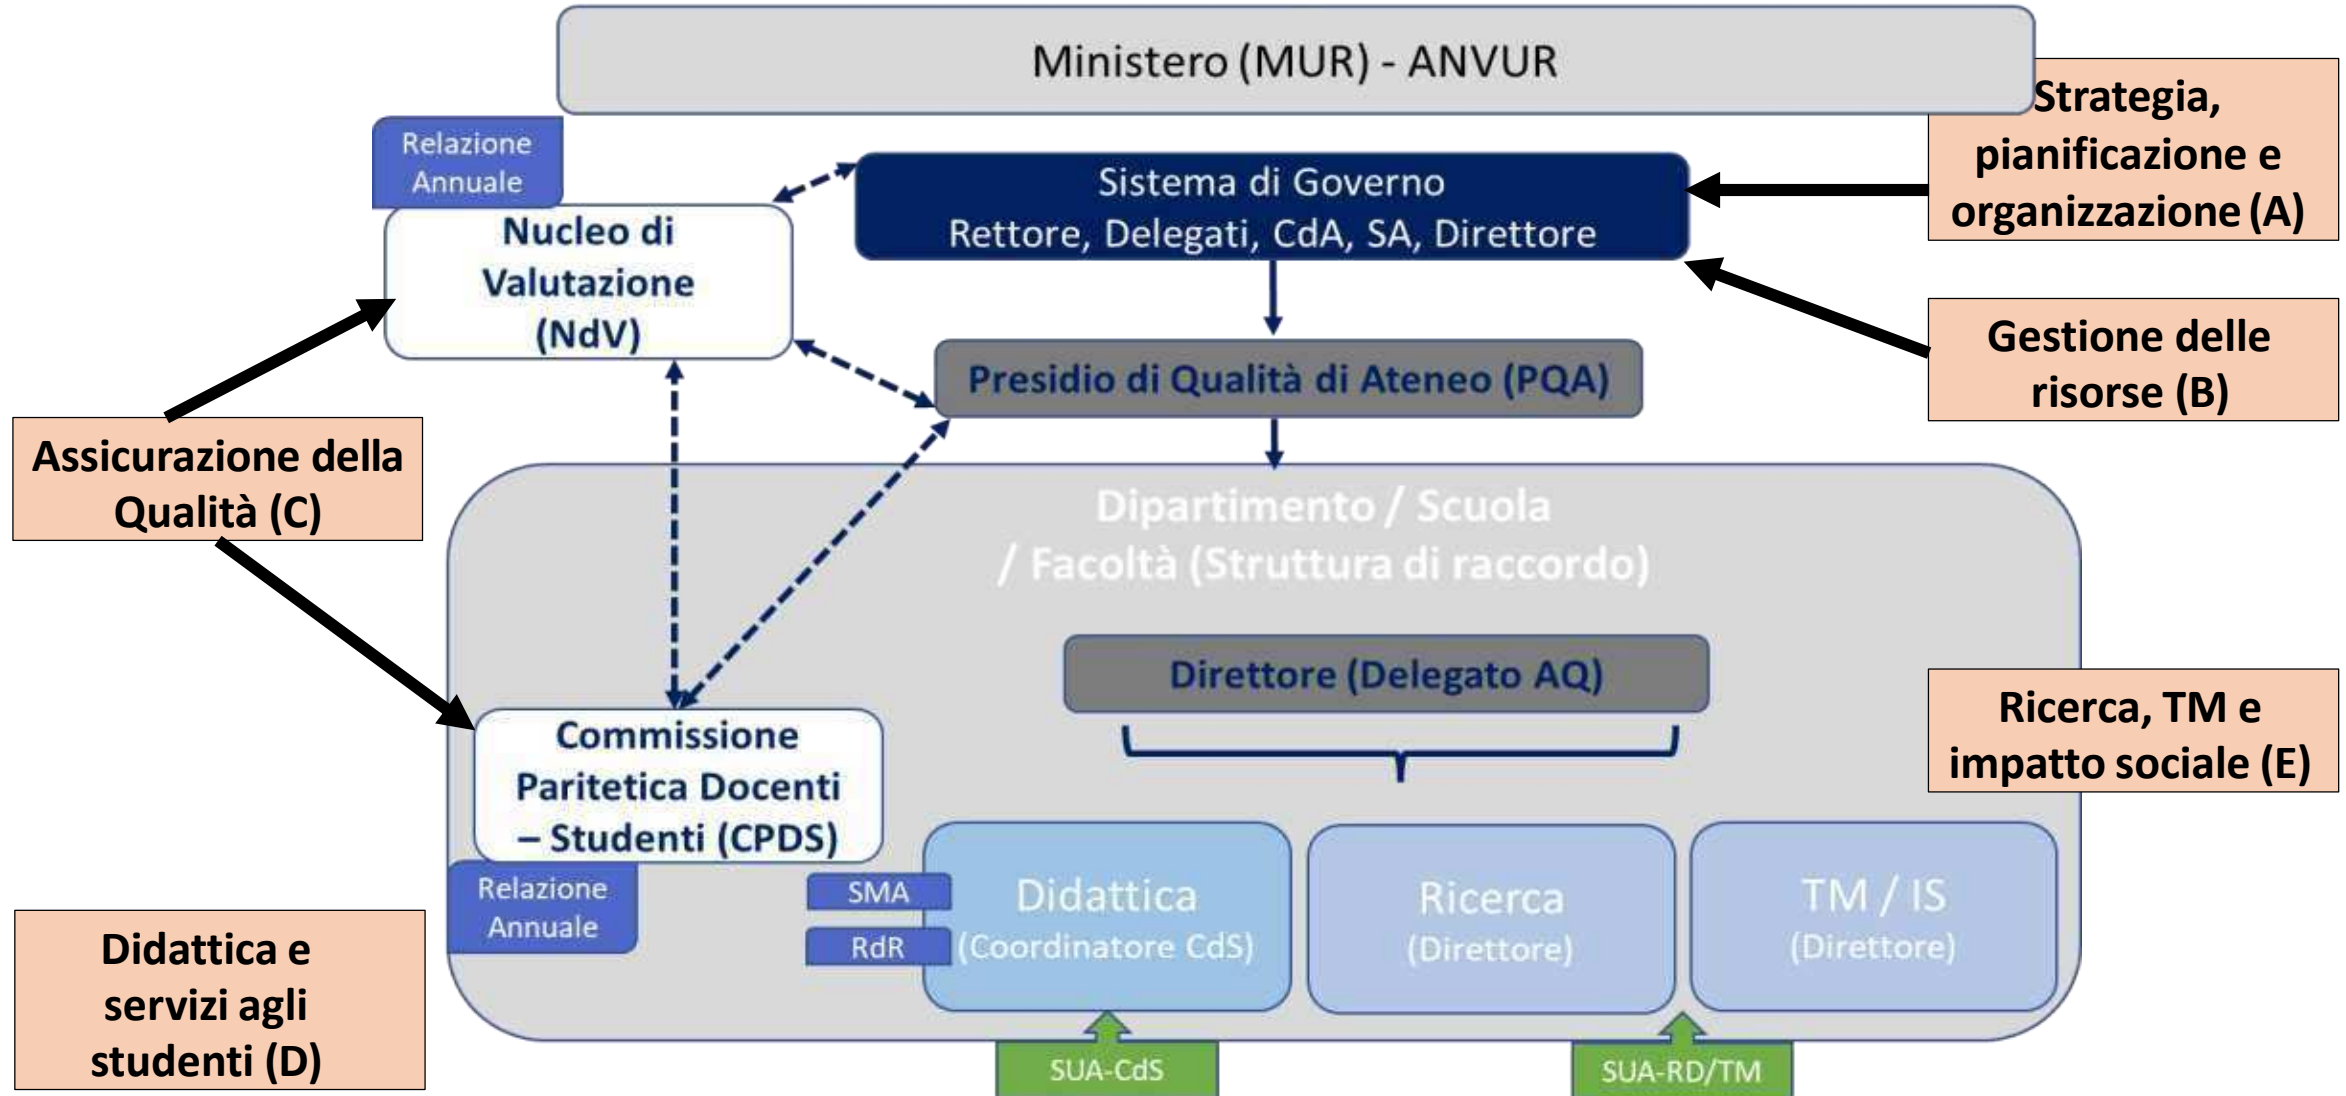 Ministero (MUR) - ANVUR
Strategia,
pianificazione e
organizzazione (A)
Relazione
Annuale
Sistema di Governo
Rettore, Delegati, CdA, SA, Direttore
Nucleo di
Valutazione
(NdV)
Gestione delle
risorse (B)
Presidio di Qualità di Ateneo (PQA)
Assicurazione della
Qualità (C)
Dipartimento / Scuola
/ Facoltà (Struttura di raccordo)
Direttore (Delegato AQ)
Ricerca, TM e
impatto sociale (E)
Commissione
Paritetica Docenti
– Studenti (CPDS)
Relazione
Annuale
SMA
RdR
Didattica
(Coordinatore CdS)
Ricerca
(Direttore)
TM / IS
(Direttore)
Didattica e
servizi agli
studenti (D)
SUA-CdS
SUA-RD/TM